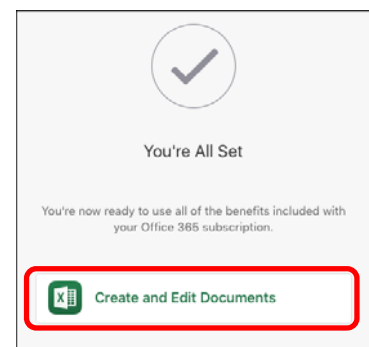 You're All Set
You're now ready to use all of the benefits included with
your Office 365 subscription.
Create and Edit Documents